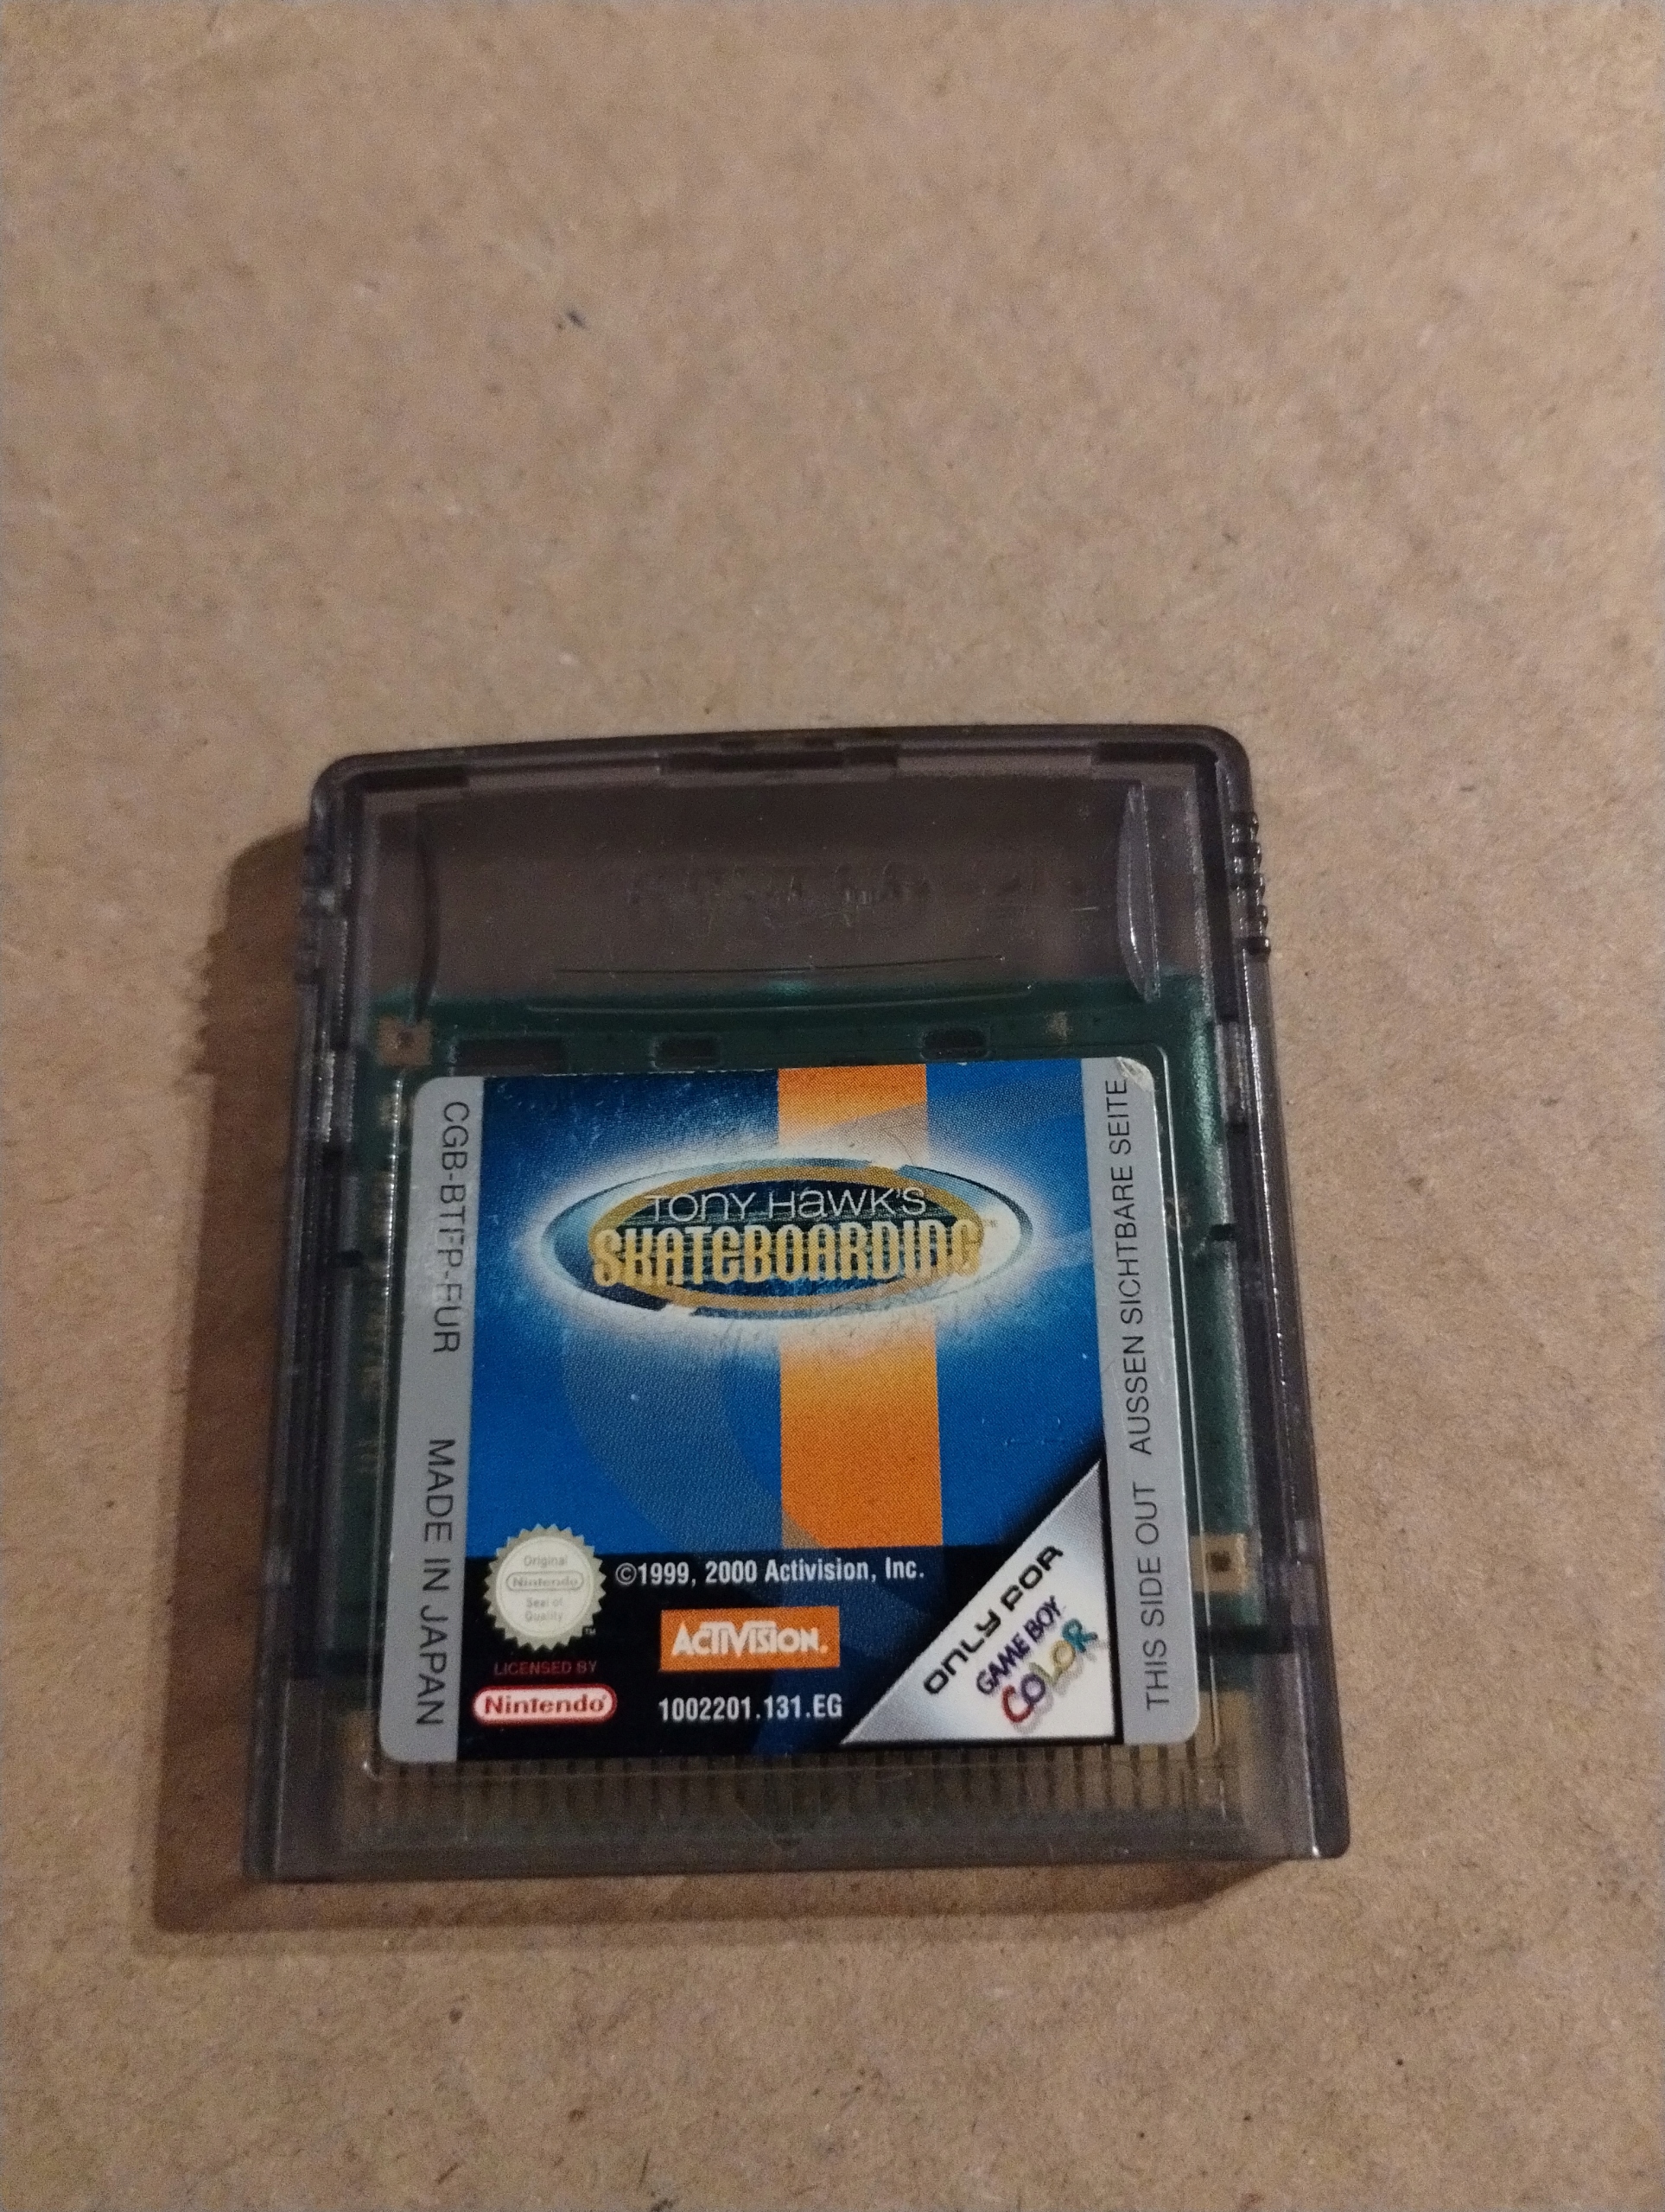 CGB-BTFP-EUR MADE IN JAPAN
TONY HAWK'S
SKATEBOARDING
Original
Nintendo
Seal of
Quality
TM
©1999, 2000 Activision, Inc.
LICENSED BY
Nintendo®
ACTIVISION.
1002201.131.EG
ONLY FOR
GAME BOY
COLOR
THIS SIDE OUT AUSSEN SICHTBARE SEITE